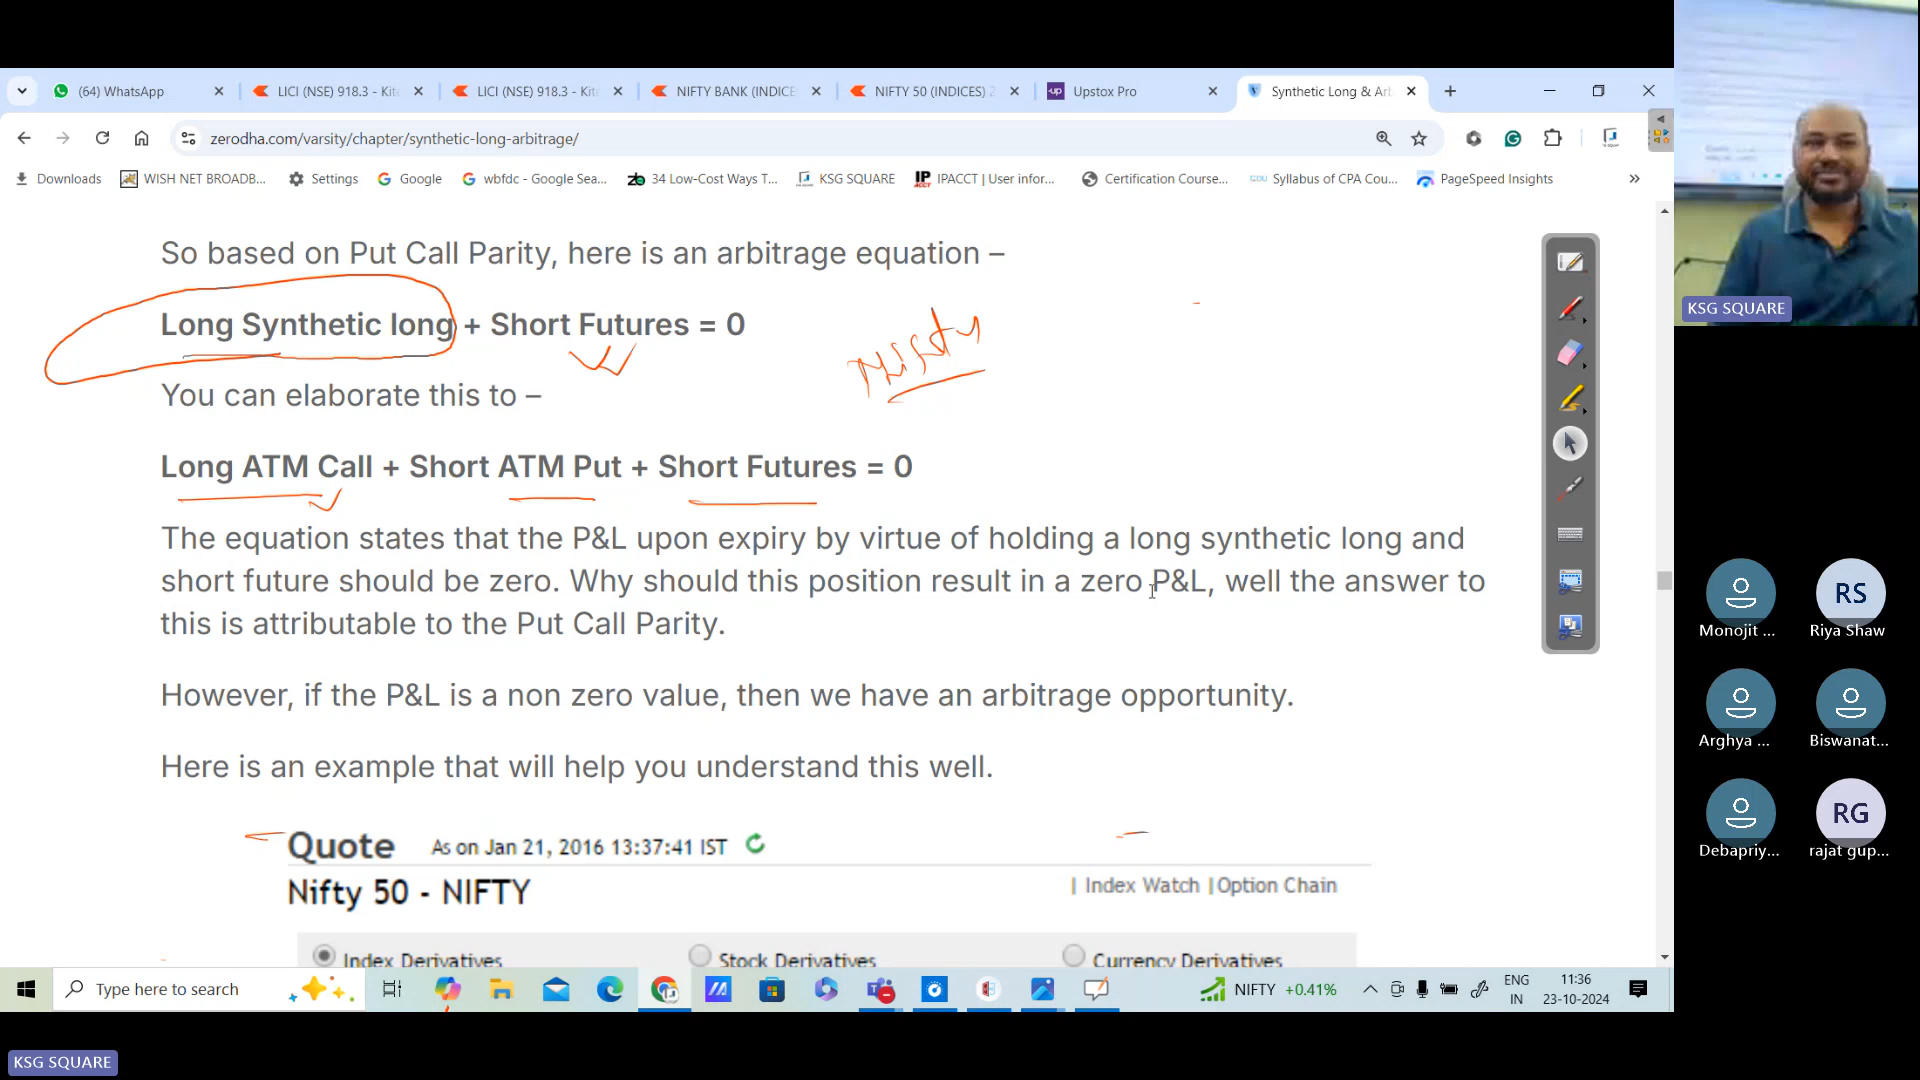 (64) WhatsApp
LICI (NSE) 918.3 - Kite
LICI (NSE) 918.3 - Kite
NIFTY BANK (INDICE
NIFTY 50 (INDICES) 2
Upstox Pro
Synthetic Long & Arb
zerodha.com/varsity/chapter/synthetic-long-arbitrage/
Downloads
WISH NET BROADB...
Settings
Google
wbfdc - Google Sea...
34 Low-Cost Ways T...
KSG SQUARE
IPACCT | User infor...
Certification Course...
Syllabus of CPA Cou...
PageSpeed Insights
So based on Put Call Parity, here is an arbitrage equation –
Long Synthetic long + Short Futures = 0
Nifty
You can elaborate this to –
Long ATM Call + Short ATM Put + Short Futures = 0
The equation states that the P&L upon expiry by virtue of holding a long synthetic long and
short future should be zero. Why should this position result in a zero P&L, well the answer to
this is attributable to the Put Call Parity.
However, if the P&L is a non zero value, then we have an arbitrage opportunity.
Here is an example that will help you understand this well.
Quote As on Jan 21, 2016 13:37:41 IST
Nifty 50 - NIFTY
| Index Watch | Option Chain
Index Derivatives
Stock Derivatives
Currency Derivatives
Type here to search
NIFTY +0.41%
ENG
IN
11:36
23-10-2024
KSG SQUARE
KSG SQUARE
RS
Monojit ...
Riya Shaw
Arghya ...
Biswanat...
RG
Debapriy...
rajat gup...